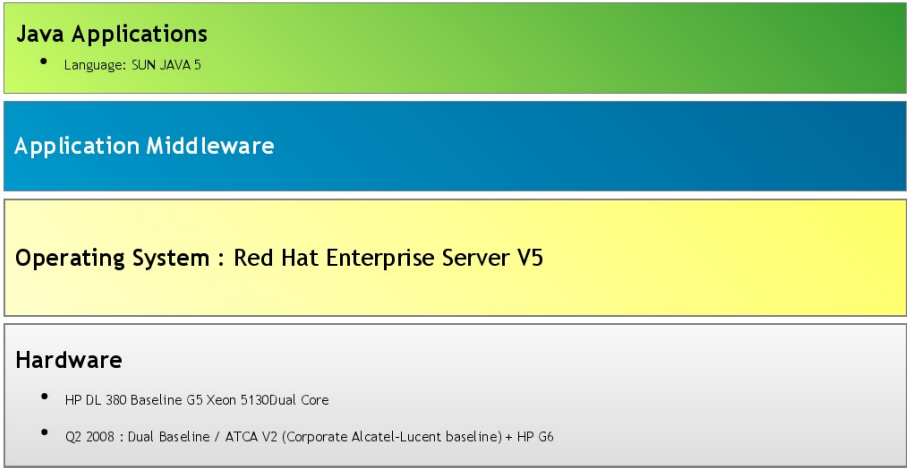 Java Applications
• Language: SUN JAVA 5
Application Middleware
Operating System : Red Hat Enterprise Server V5
Hardware
• HP DL 380 Baseline G5 Xeon 5130Dual Core
• Q2 2008 : Dual Baseline / ATCA V2 (Corporate Alcatel-Lucent baseline) + HP G6